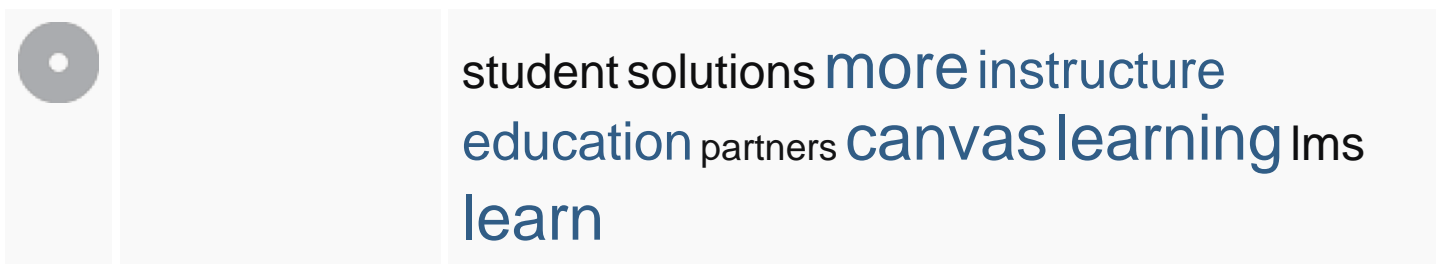 student solutions more instructure
education partners canvas learning lms
learn